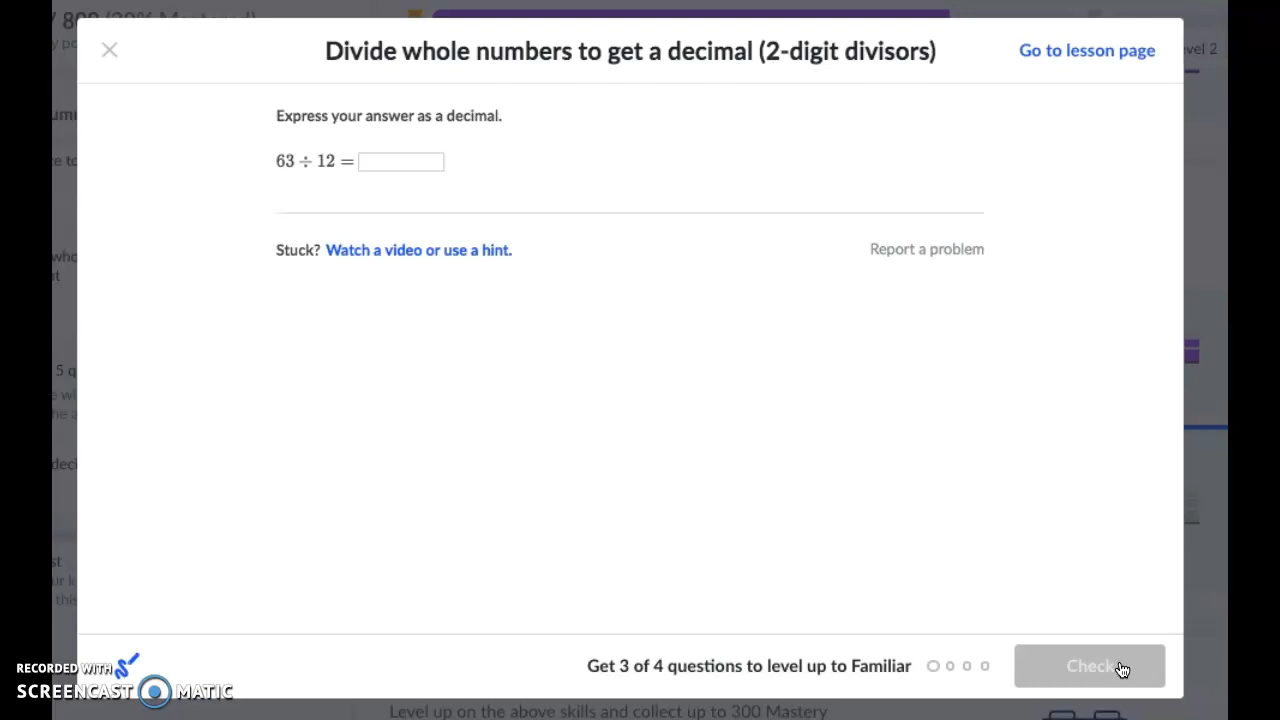 Divide whole numbers to get a decimal (2-digit divisors)
Go to lesson page
Express your answer as a decimal.
63 ÷ 12 =
Stuck? Watch a video or use a hint.
Report a problem
Get 3 of 4 questions to level up to Familiar
Check
RECORDED WITH
SCREENCAST MATIC
Level up on the above skills and collect up to 300 Mastery